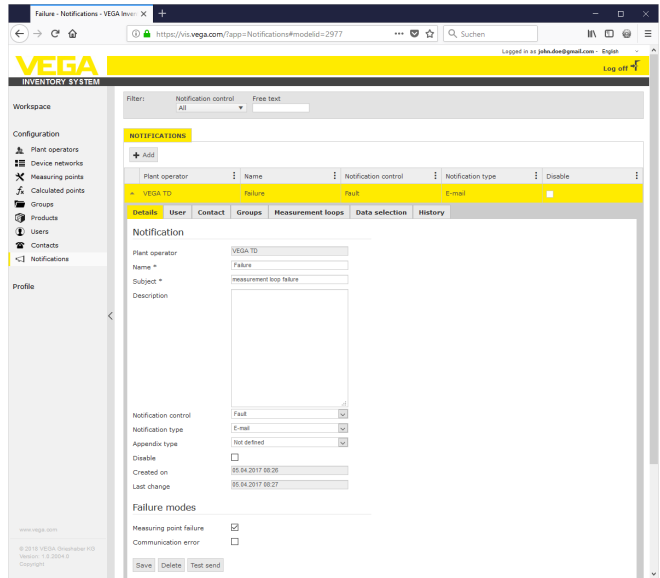 Failure - Notifications - VEGA Inven
https://vis.vega.com/?app=Notifications#modelid=2977
Suchen
Logged in as john.doe@gmail.com - English
VEGA
Log off
INVENTORY SYSTEM
Workspace
Filter: Notification control Free text
All
Configuration
NOTIFICATIONS
Plant operators
Device networks
Measuring points
Calculated points
Groups
Products
Users
Contacts
Notifications
Profile
+ Add
Plant operator Name Notification control Notification type Disable
VEGA TD Failure Fault E-mail
Details User Contact Groups Measurement loops Data selection History
Notification
Plant operator VEGA TD
Name * Failure
Subject * measurement loop failure
Description
Notification control Fault
Notification type E-mail
Appendix type Not defined
Disable
Created on 05.04.2017 08:26
Last change 05.04.2017 08:27
Failure modes
Measuring point failure
Communication error
Save Delete Test send
www.vega.com
© 2018 VEGA Grieshaber KG
Version: 1.8.2004.0
Copyright